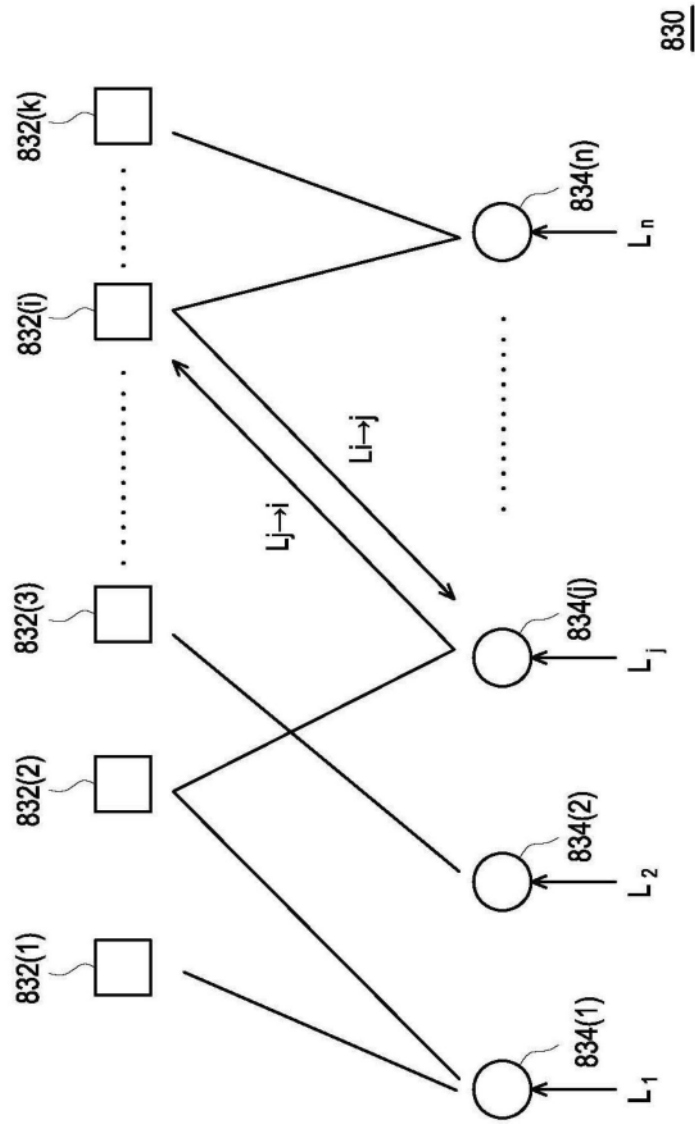 832(1)
832(2)
832(3)
832(i)
832(k)
Lj→i
Li→j
834(1)
834(2)
834(j)
834(n)
L1
L2
Lj
Ln
830